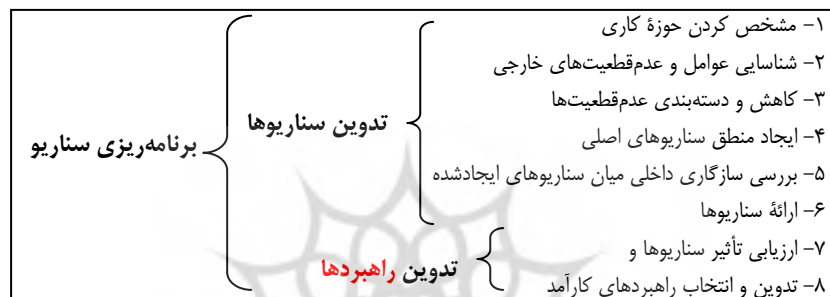 ۱- مشخص کردن حوزهٔ کاری
۲- شناسایی عوامل و عدم‌قطعیت‌های خارجی
۳- کاهش و دسته‌بندی عدم‌قطعیت‌ها
تدوین سناریوها
برنامه‌ریزی سناریو
۴- ایجاد منطق سناریوهای اصلی
۵- بررسی سازگاری داخلی میان سناریوهای ایجادشده
۶- ارائهٔ سناریوها
۷- ارزیابی تأثیر سناریوها و
تدوین راهبردها
۸- تدوین و انتخاب راهبردهای کارآمد